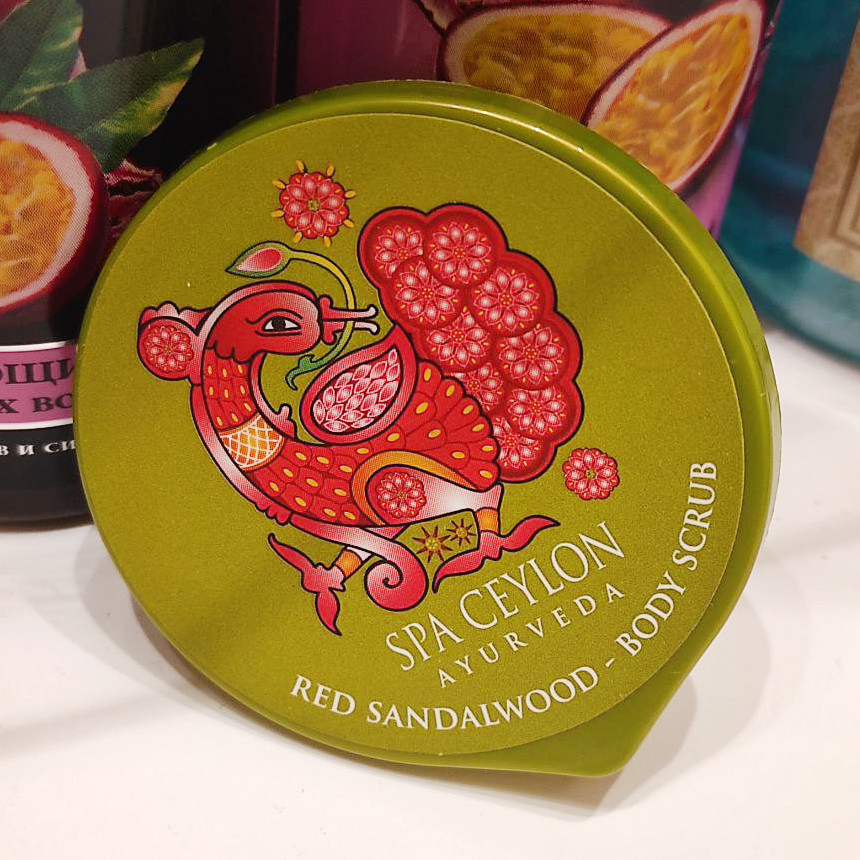 SPA CEYLON
AYURVEDA
RED SANDALWOOD - BODY SCRUB
В И